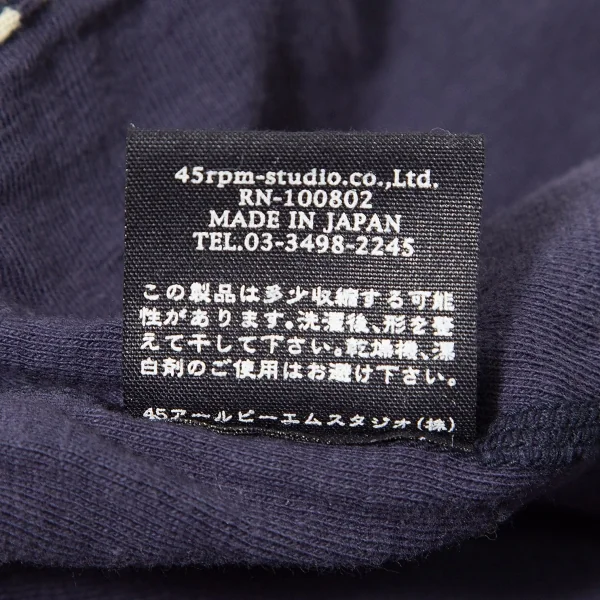 45rpm-studio.co.,Ltd.
RN-100802
MADE IN JAPAN
TEL.03-3498-2245
この製品は多少収縮する可能
性があります。洗濯後、形を整
えて干して下さい。乾燥機、漂
白剤のご使用はお避け下さい。
45アールピーエムスタジオ(株)